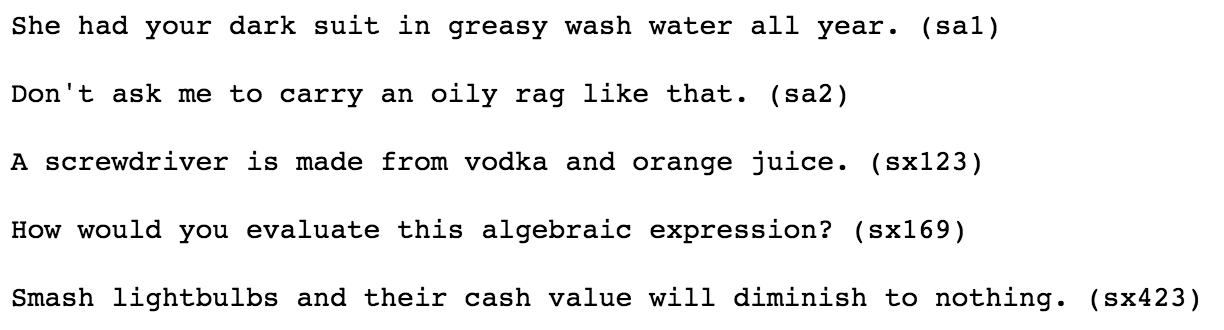 She had your dark suit in greasy wash water all year. (sa1)
Don't ask me to carry an oily rag like that. (sa2)
A screwdriver is made from vodka and orange juice. (sx123)
How would you evaluate this algebraic expression? (sx169)
Smash lightbulbs and their cash value will diminish to nothing. (sx423)